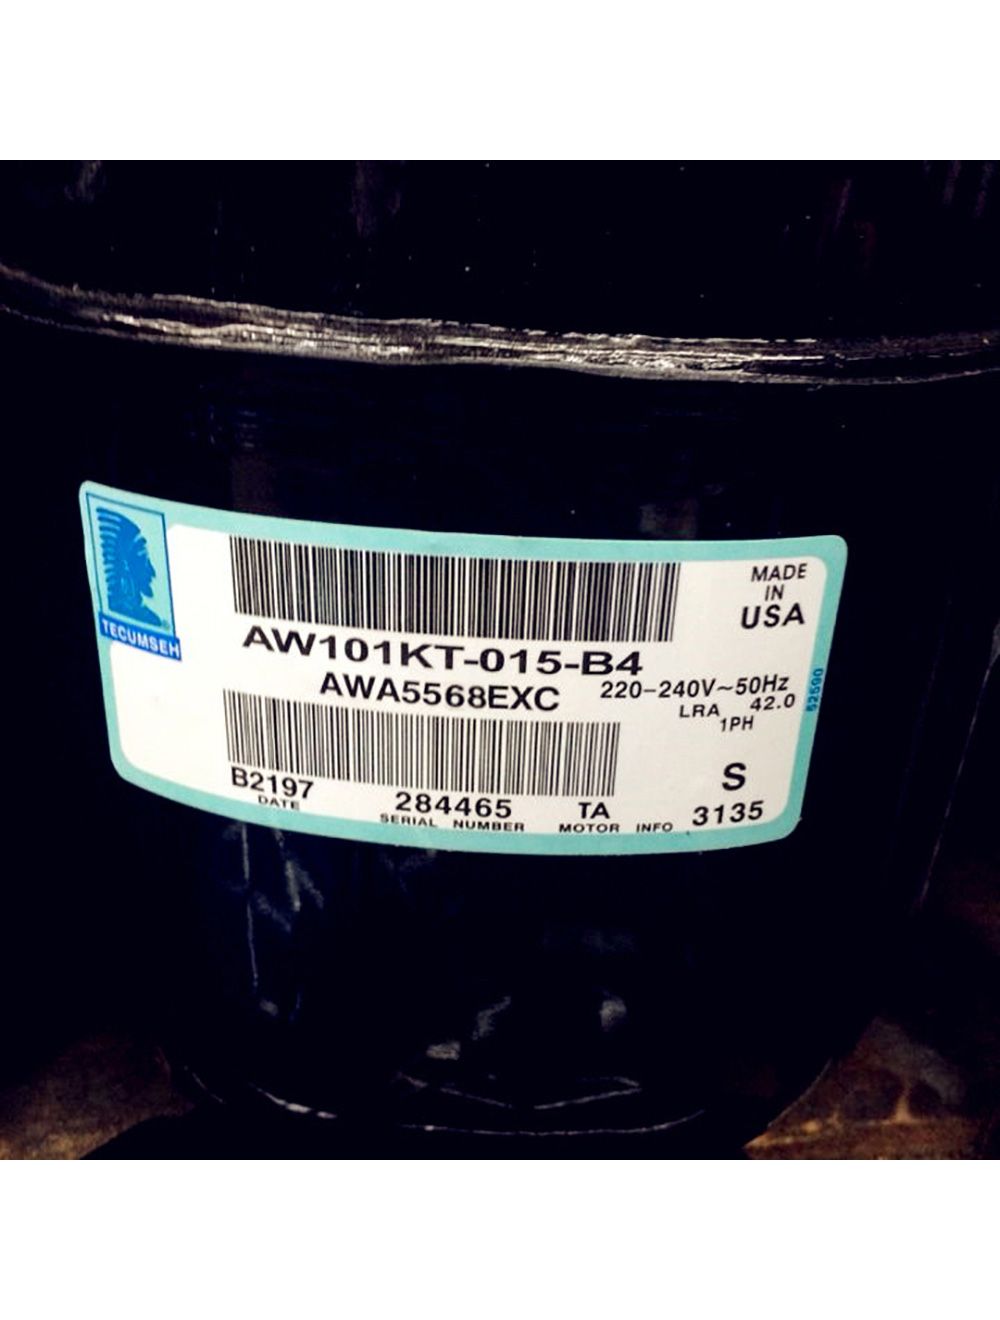 TECUMSEH
MADE
IN
USA
AW101KT-015-B4
AWA5568EXC
220-240V~50Hz
LRA 42.0
1PH
52590
B2197
DATE
284465
SERIAL NUMBER
TA
MOTOR INFO
S
3135